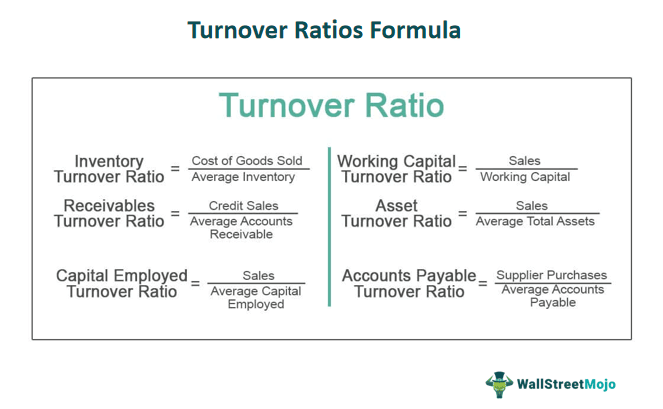 Turnover Ratios Formula
Turnover Ratio
Inventory
Turnover Ratio
=
Cost of Goods Sold
Average Inventory
Receivables
Turnover Ratio
=
Credit Sales
Average Accounts
Receivable
Capital Employed
Turnover Ratio
=
Sales
Average Capital
Employed
Working Capital
Turnover Ratio
=
Sales
Working Capital
Asset
Turnover Ratio
=
Sales
Average Total Assets
Accounts Payable
Turnover Ratio
=
Supplier Purchases
Average Accounts
Payable
WallStreetMojo